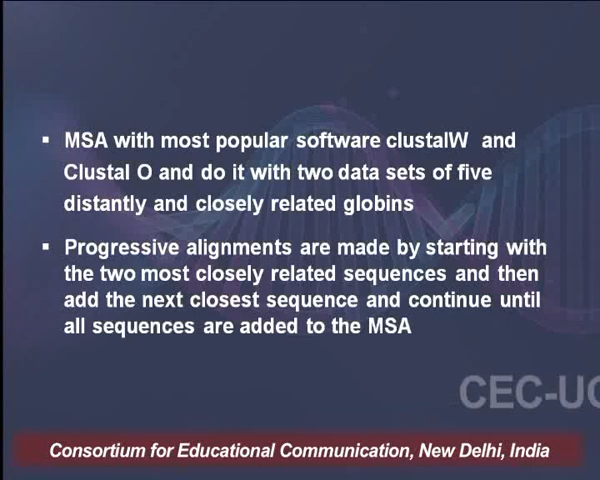 ▪ MSA with most popular software clustalW and
Clustal O and do it with two data sets of five
distantly and closely related globins
▪ Progressive alignments are made by starting with
the two most closely related sequences and then
add the next closest sequence and continue until
all sequences are added to the MSA
CEC-UG
Consortium for Educational Communication, New Delhi, India